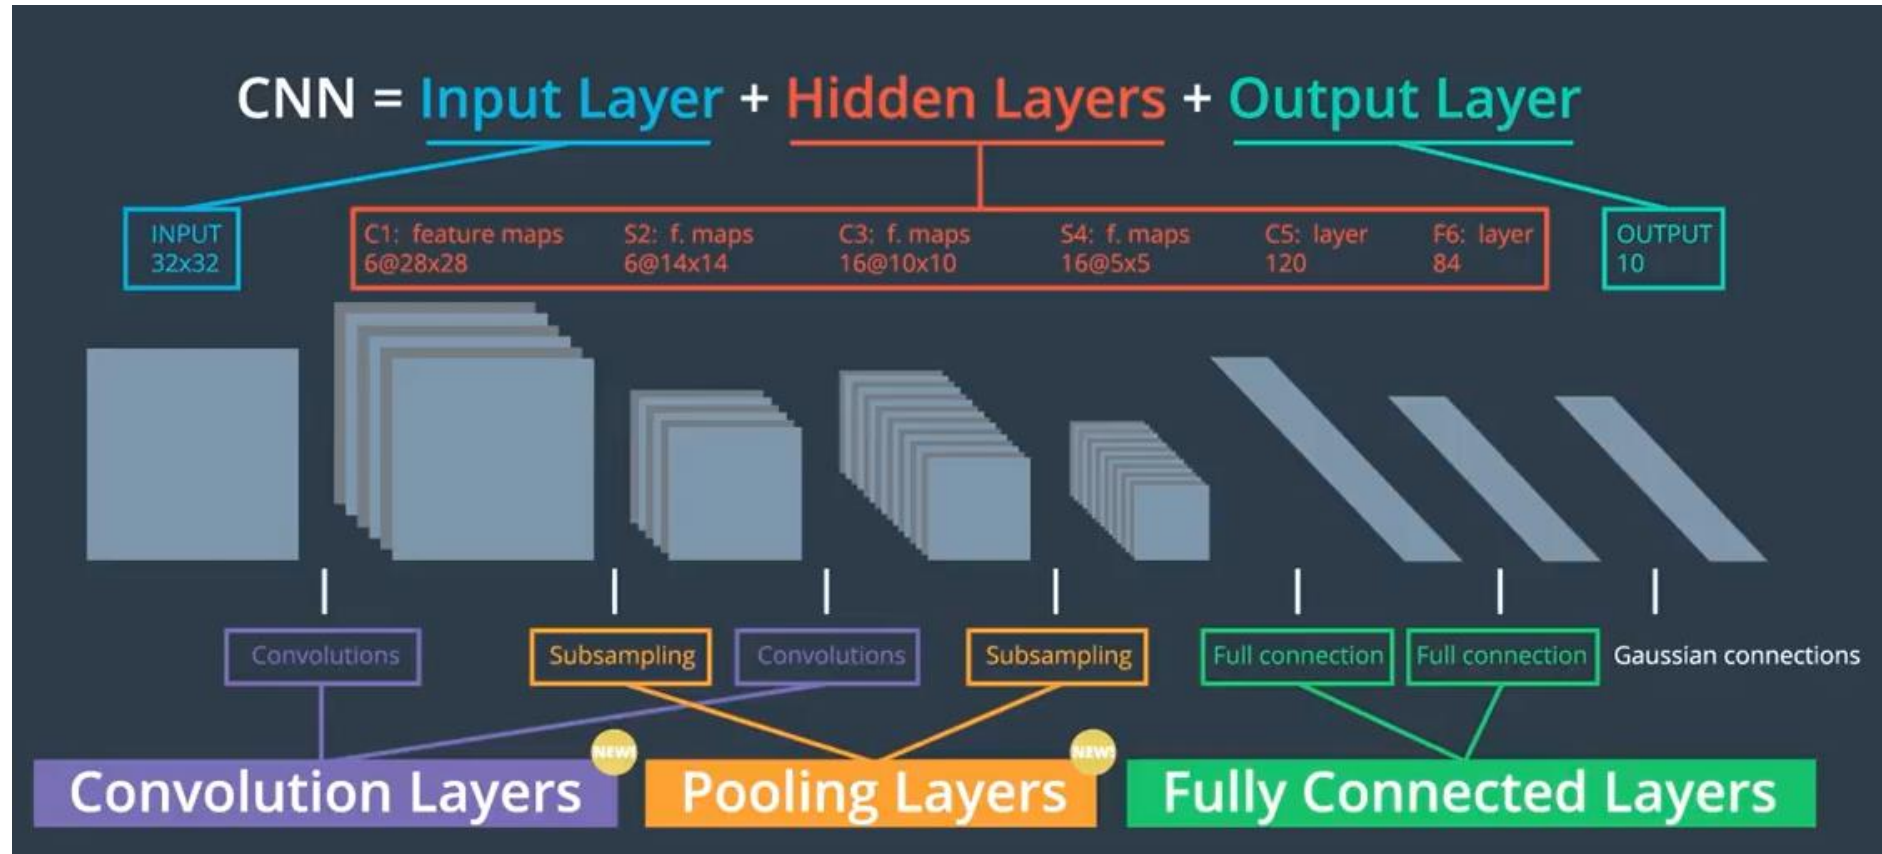 CNN = Input Layer + Hidden Layers + Output Layer
INPUT
32x32
C1: feature maps
6@28x28
S2: f. maps
6@14x14
C3: f. maps
16@10x10
S4: f. maps
16@5x5
C5: layer
120
F6: layer
84
OUTPUT
10
Convolutions
Subsampling
Convolutions
Subsampling
Full connection
Full connection
Gaussian connections
NEW!
NEW!
Convolution Layers
Pooling Layers
Fully Connected Layers